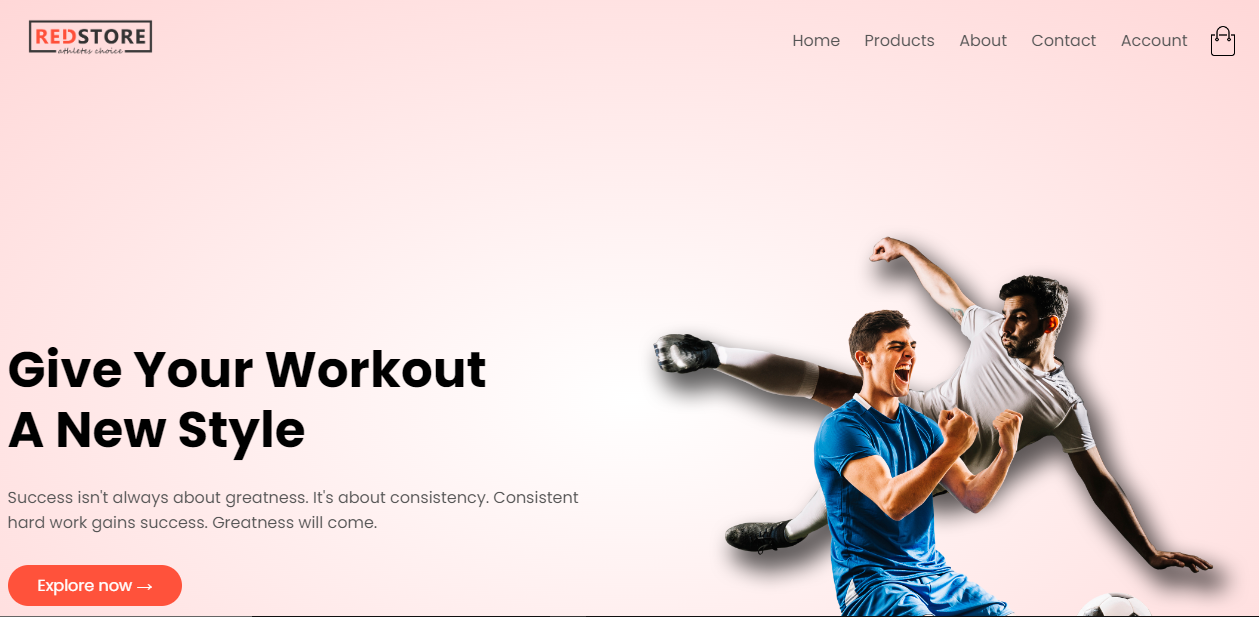 REDSTORE
athletes choice
Home Products About Contact Account
Give Your Workout
A New Style
Success isn't always about greatness. It's about consistency. Consistent
hard work gains success. Greatness will come.
Explore now →